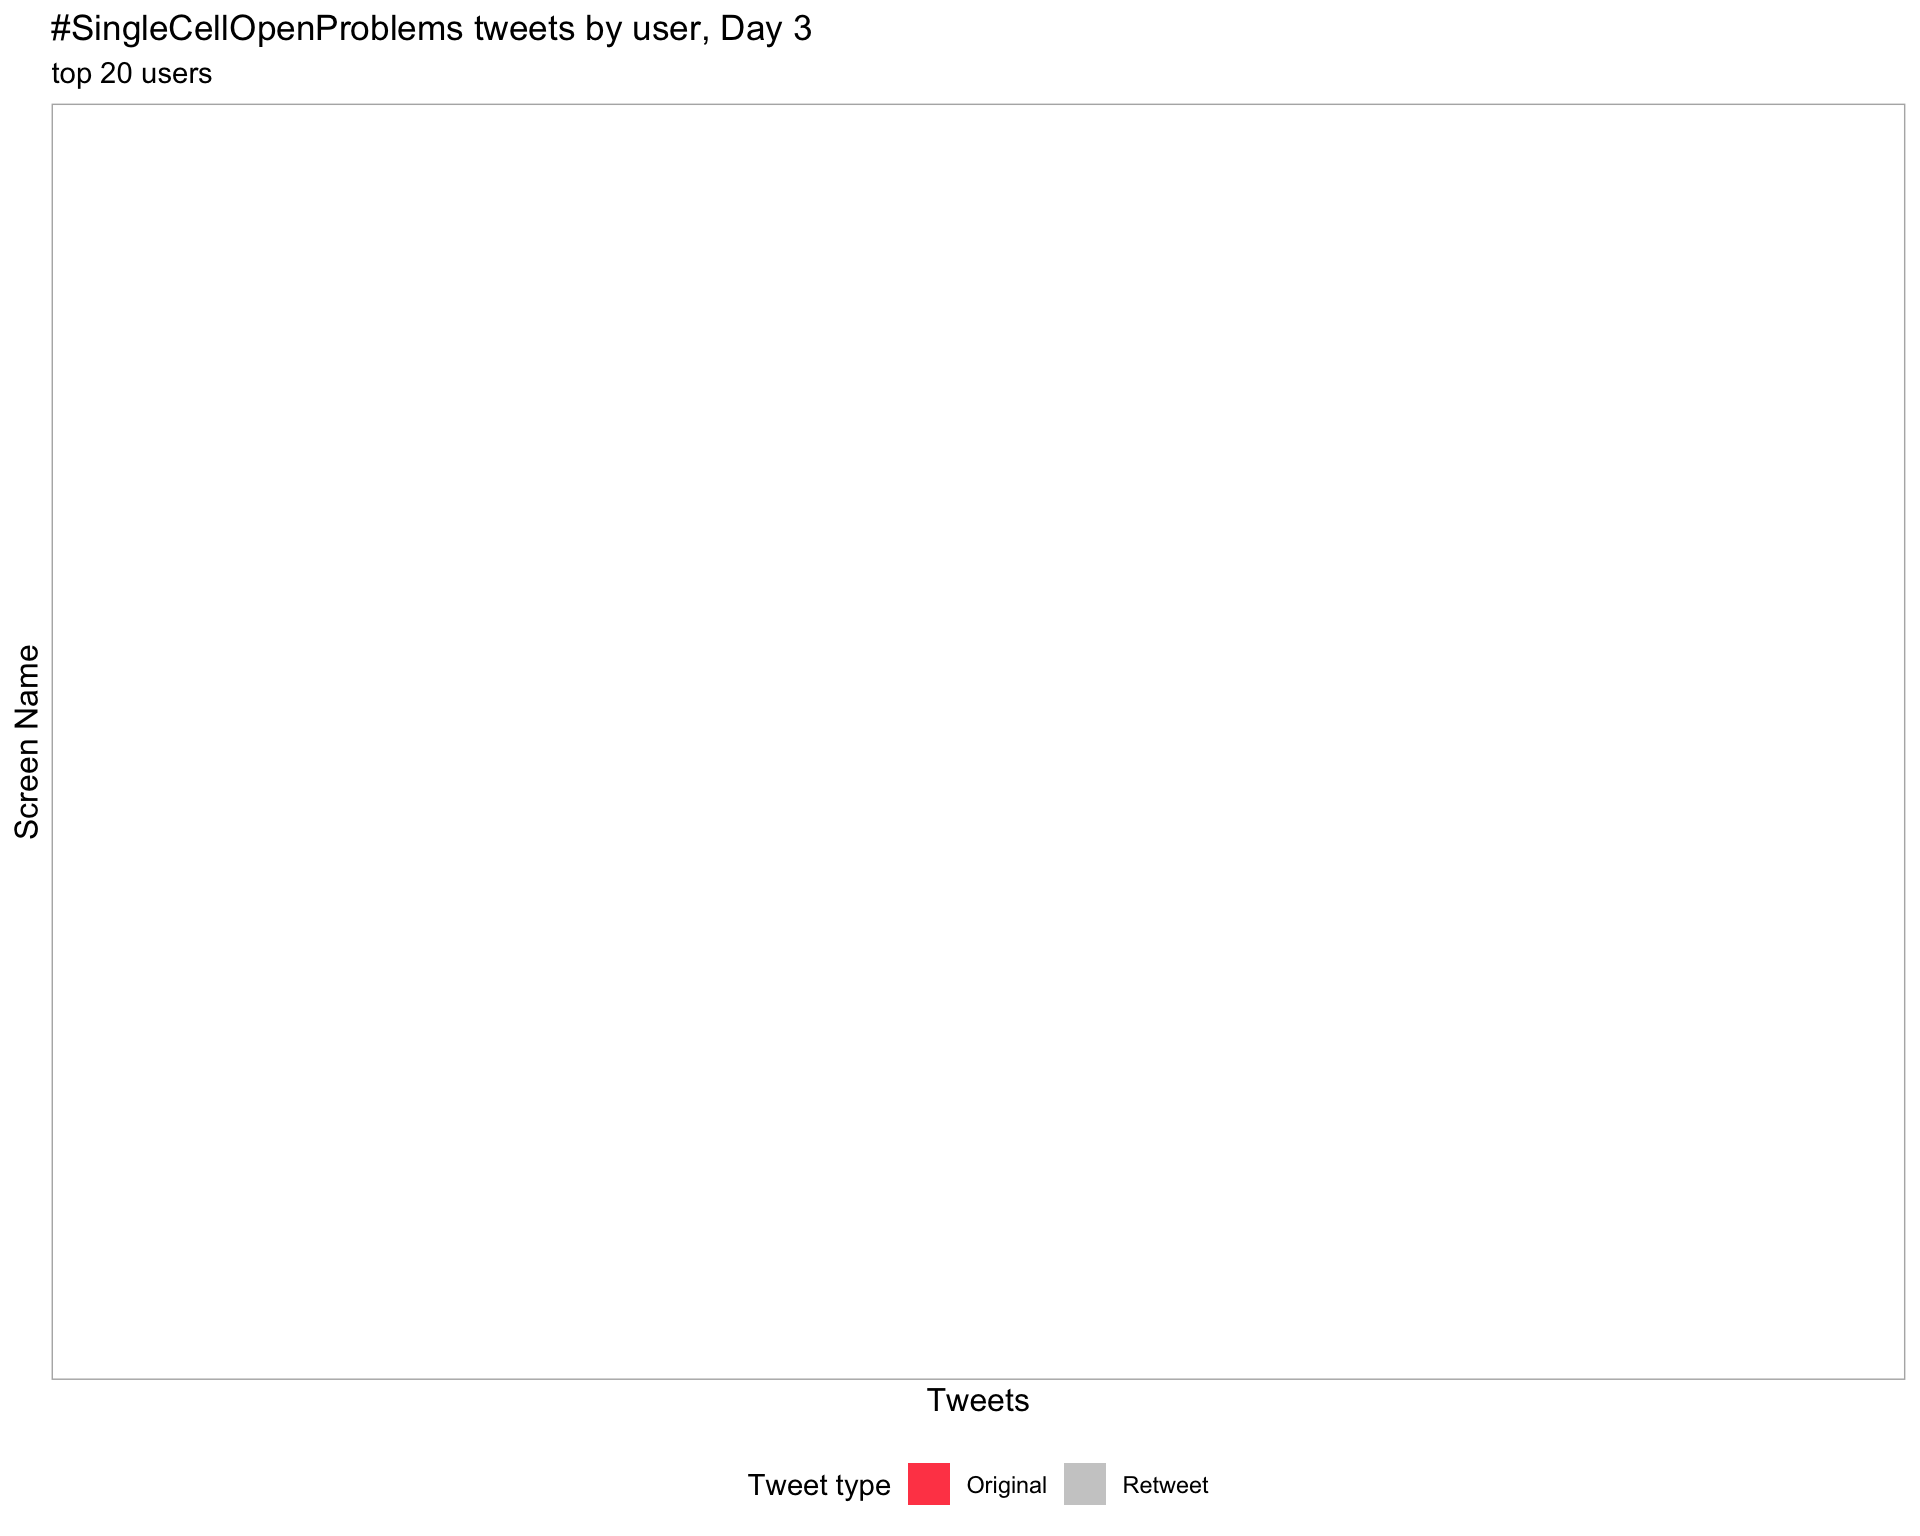 #SingleCellOpenProblems tweets by user, Day 3
top 20 users
Screen Name
Tweets
Tweet type Original Retweet